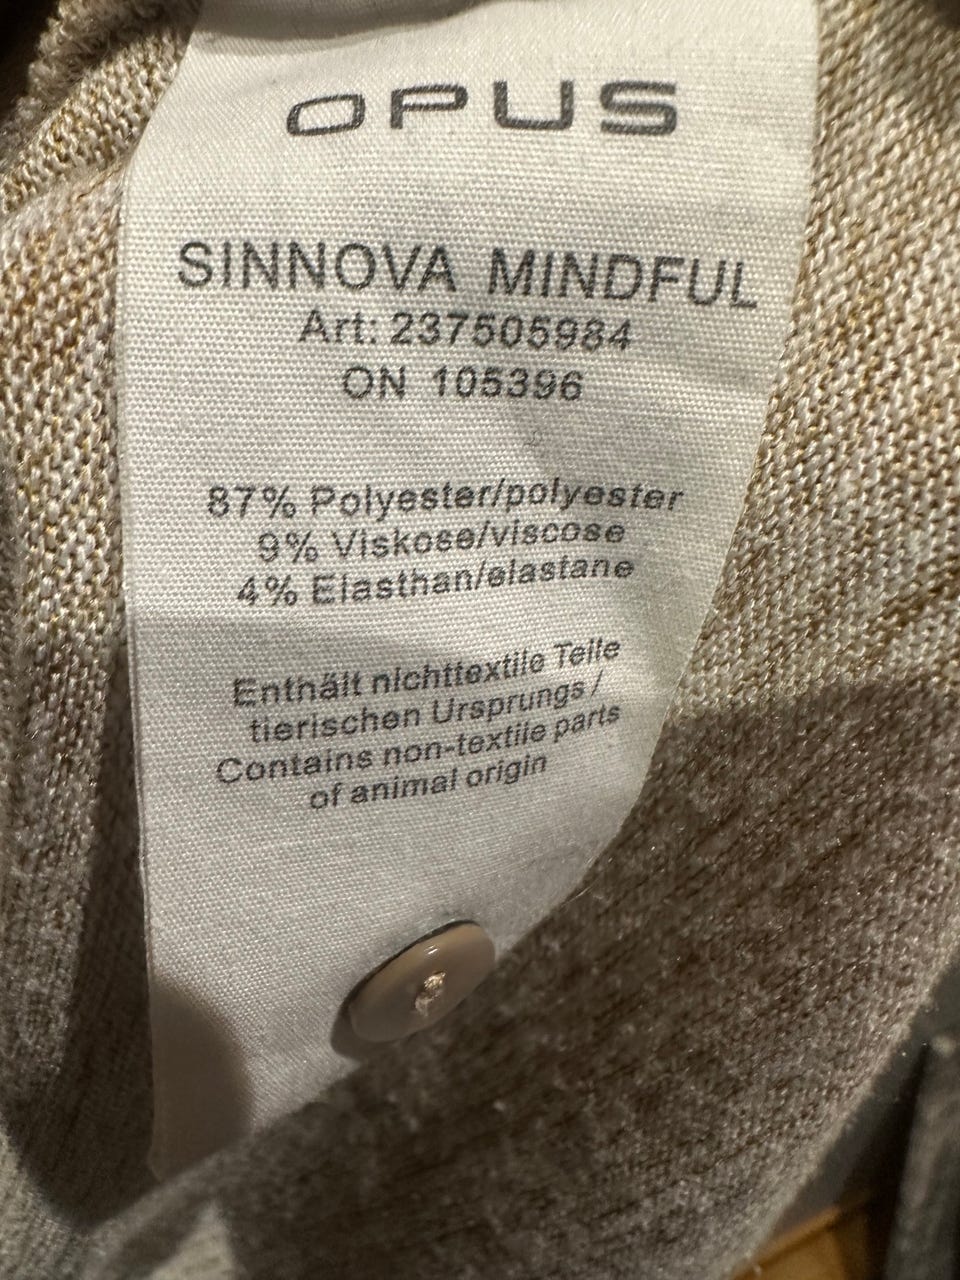 OPUS
SINNOVA MINDFUL
Art: 237505984
ON 105396
87% Polyester/polyester
9% Viskose/viscose
4% Elasthan/elastane
Enthält nichttextile Teile
tierischen Ursprungs /
Contains non-textile parts
of animal origin